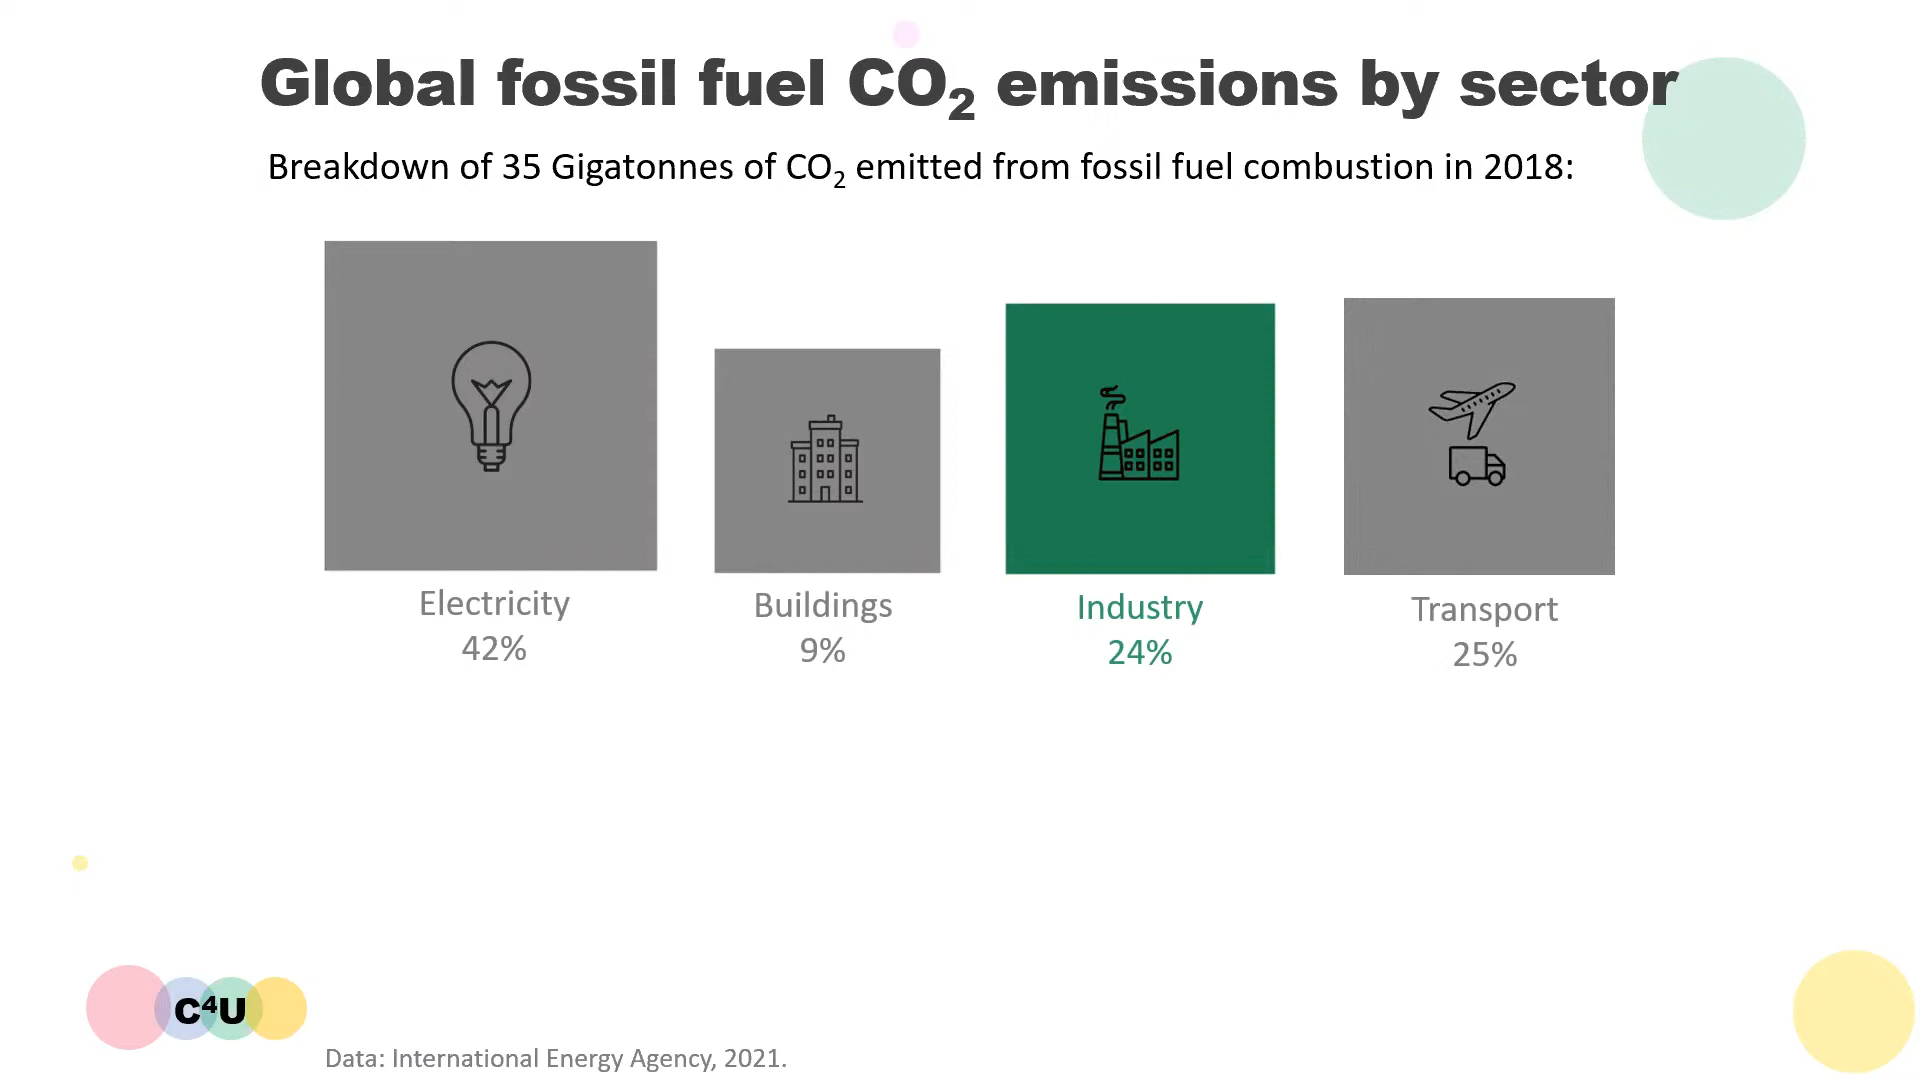 Global fossil fuel CO₂ emissions by sector
Breakdown of 35 Gigatonnes of CO₂ emitted from fossil fuel combustion in 2018:
Electricity
42%
Buildings
9%
Industry
24%
Transport
25%
C⁴U
Data: International Energy Agency, 2021.